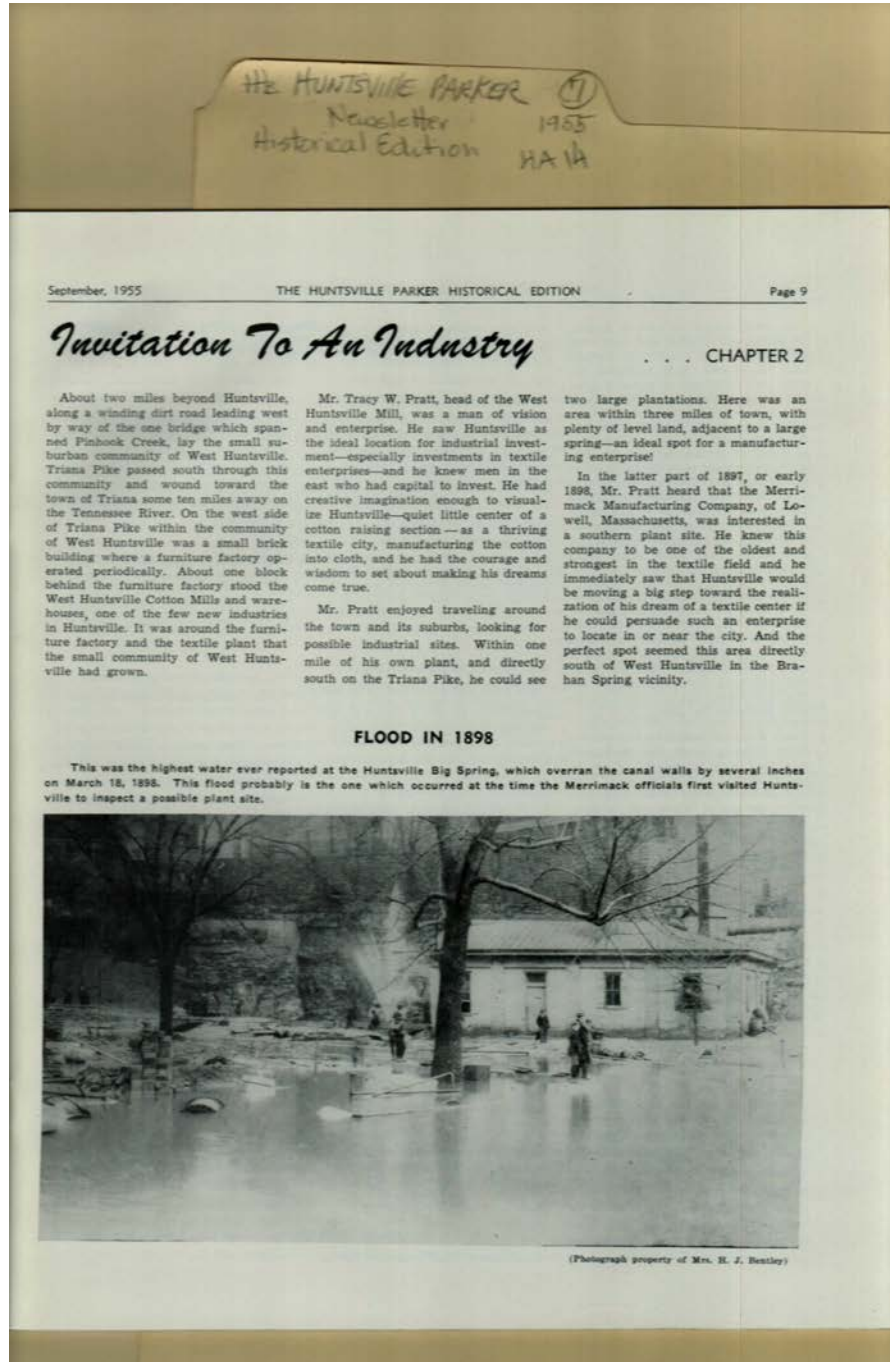 the HUNTSVILLE PARKER
Newsletter 1955
Historical Edition HA 1A
September, 1955 THE HUNTSVILLE PARKER HISTORICAL EDITION Page 9
Invitation To An Industry
. . . CHAPTER 2
About two miles beyond Huntsville,
along a winding dirt road leading west
by way of the one bridge which span-
ned Pinhook Creek, lay the small su-
burban community of West Huntsville.
Triana Pike passed south through this
community and wound toward the
town of Triana some ten miles away on
the Tennessee River. On the west side
of Triana Pike within the community
of West Huntsville was a small brick
building where a furniture factory op-
erated periodically. About one block
behind the furniture factory stood the
West Huntsville Cotton Mills and ware-
houses, one of the few new industries
in Huntsville. It was around the furni-
ture factory and the textile plant that
the small community of West Hunts-
ville had grown.
Mr. Tracy W. Pratt, head of the West
Huntsville Mill, was a man of vision
and enterprise. He saw Huntsville as
the ideal location for industrial invest-
ment—especially investments in textile
enterprises—and he knew men in the
east who had capital to invest. He had
creative imagination enough to visual-
ize Huntsville—quiet little center of a
cotton raising section — as a thriving
textile city, manufacturing the cotton
into cloth, and he had the courage and
wisdom to set about making his dreams
come true.
Mr. Pratt enjoyed traveling around
the town and its suburbs, looking for
possible industrial sites. Within one
mile of his own plant, and directly
south on the Triana Pike, he could see
two large plantations. Here was an
area within three miles of town, with
plenty of level land, adjacent to a large
spring—an ideal spot for a manufactur-
ing enterprise!
In the latter part of 1897, or early
1898, Mr. Pratt heard that the Merri-
mack Manufacturing Company, of Lo-
well, Massachusetts, was interested in
a southern plant site. He knew this
company to be one of the oldest and
strongest in the textile field and he
immediately saw that Huntsville would
be moving a big step toward the reali-
zation of his dream of a textile center if
he could persuade such an enterprise
to locate in or near the city. And the
perfect spot seemed this area directly
south of West Huntsville in the Bra-
han Spring vicinity.
FLOOD IN 1898
This was the highest water ever reported at the Huntsville Big Spring, which overran the canal walls by several inches
on March 18, 1898. This flood probably is the one which occurred at the time the Merrimack officials first visited Hunts-
ville to inspect a possible plant site.
(Photograph property of Mrs. H. J. Bentley)